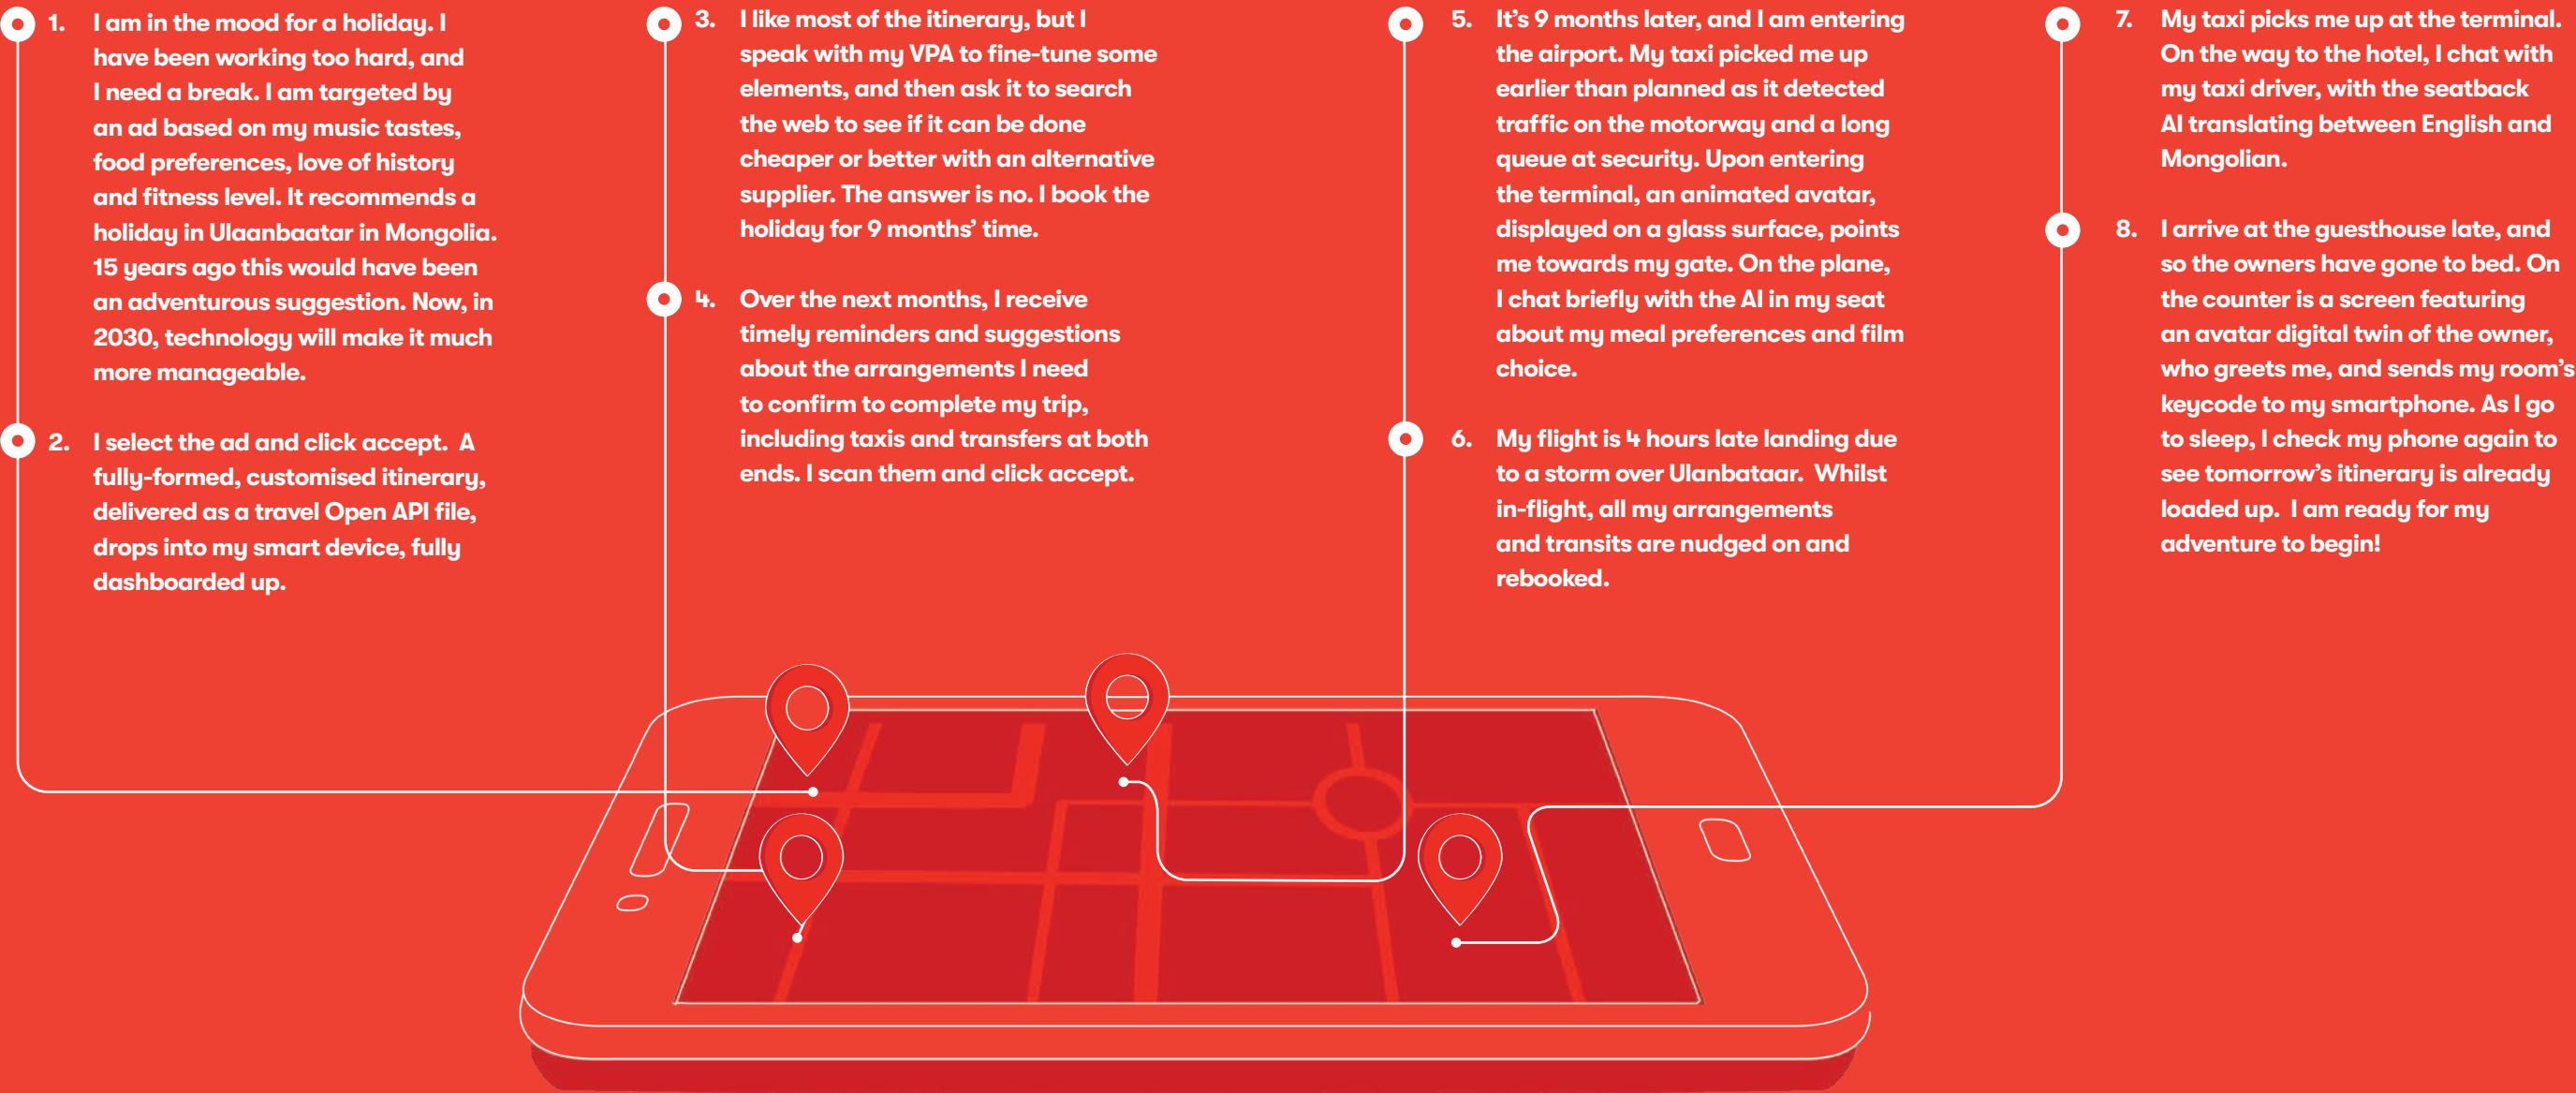 1. I am in the mood for a holiday. I
have been working too hard, and
I need a break. I am targeted by
an ad based on my music tastes,
food preferences, love of history
and fitness level. It recommends a
holiday in Ulaanbaatar in Mongolia.
15 years ago this would have been
an adventurous suggestion. Now, in
2030, technology will make it much
more manageable.
2. I select the ad and click accept.  A
fully-formed, customised itinerary,
delivered as a travel Open API file,
drops into my smart device, fully
dashboarded up.
3. I like most of the itinerary, but I
speak with my VPA to fine-tune some
elements, and then ask it to search
the web to see if it can be done
cheaper or better with an alternative
supplier. The answer is no. I book the
holiday for 9 months’ time.
4. Over the next months, I receive
timely reminders and suggestions
about the arrangements I need
to confirm to complete my trip,
including taxis and transfers at both
ends. I scan them and click accept.
5. It’s 9 months later, and I am entering
the airport. My taxi picked me up
earlier than planned as it detected
traffic on the motorway and a long
queue at security. Upon entering
the terminal, an animated avatar,
displayed on a glass surface, points
me towards my gate. On the plane,
I chat briefly with the AI in my seat
about my meal preferences and film
choice.
6. My flight is 4 hours late landing due
to a storm over Ulanbataar.  Whilst
in-flight, all my arrangements
and transits are nudged on and
rebooked.
7. My taxi picks me up at the terminal.
On the way to the hotel, I chat with
my taxi driver, with the seatback
AI translating between English and
Mongolian.
8. I arrive at the guesthouse late, and
so the owners have gone to bed. On
the counter is a screen featuring
an avatar digital twin of the owner,
who greets me, and sends my room’s
keycode to my smartphone. As I go
to sleep, I check my phone again to
see tomorrow’s itinerary is already
loaded up.  I am ready for my
adventure to begin!